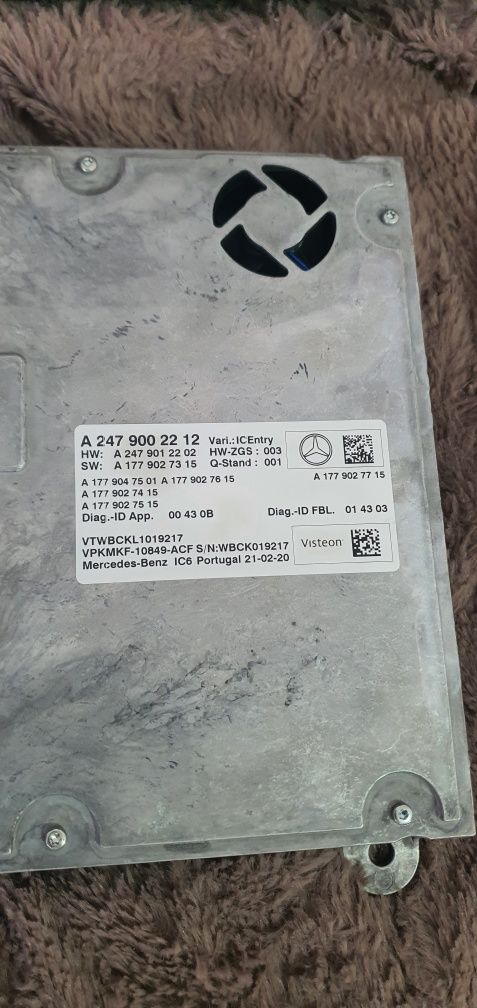 A 247 900 22 12 Vari.:ICEntry
HW: A 247 901 22 02 HW-ZGS : 003
SW: A 177 902 73 15 Q-Stand : 001
A 177 904 75 01 A 177 902 76 15 A 177 902 77 15
A 177 902 74 15
A 177 902 75 15
Diag.-ID App. 00 43 0B Diag.-ID FBL. 01 43 03
VTWBCKL1019217
VPKMKF-10849-ACF S/N:WBCK019217
Mercedes-Benz IC6 Portugal 21-02-20
Visteon